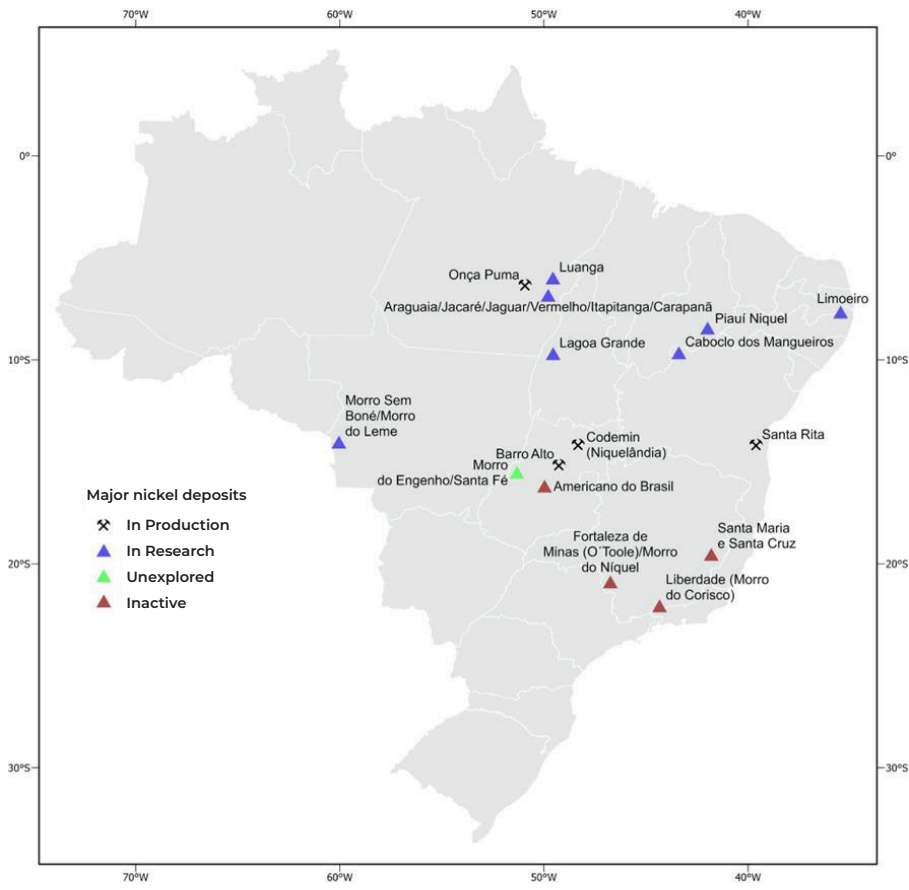 70°W
60°W
50°W
40°W
0°
0°
Luanga
Onça Puma
Araguaia/Jacaré/Jaguar/Vermelho/Itapitanga/Carapanã
Limoeiro
Piauí Niquel
Lagoa Grande
Caboclo dos Mangueiros
10°S
10°S
Morro Sem
Boné/Morro
do Leme
Codemin
(Niquelândia)
Santa Rita
Barro Alto
Morro
do Engenho/Santa Fé
Americano do Brasil
Major nickel deposits
In Production
In Research
Unexplored
Inactive
Fortaleza de
Minas (O´Toole)/Morro
do Níquel
Santa Maria
e Santa Cruz
20°S
20°S
Liberdade (Morro
do Corisco)
30°S
30°S
70°W
60°W
50°W
40°W